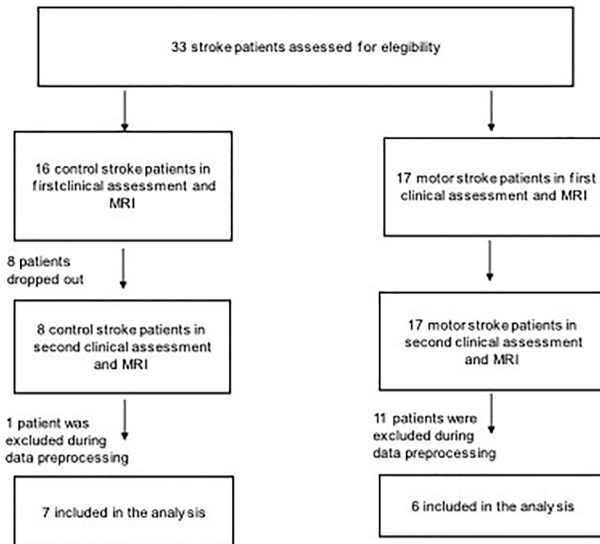 33 stroke patients assessed for elegibility
16 control stroke patients in
firstclinical assessment and
MRI
17 motor stroke patients in first
clinical assessment and MRI
8 patients
dropped out
8 control stroke patients in
second clinical assessment
and MRI
17 motor stroke patients in
second clinical assessment
and MRI
1 patient was
excluded during
data preprocessing
11 patients were
excluded during
data preprocessing
7 included in the analysis
6 included in the analysis